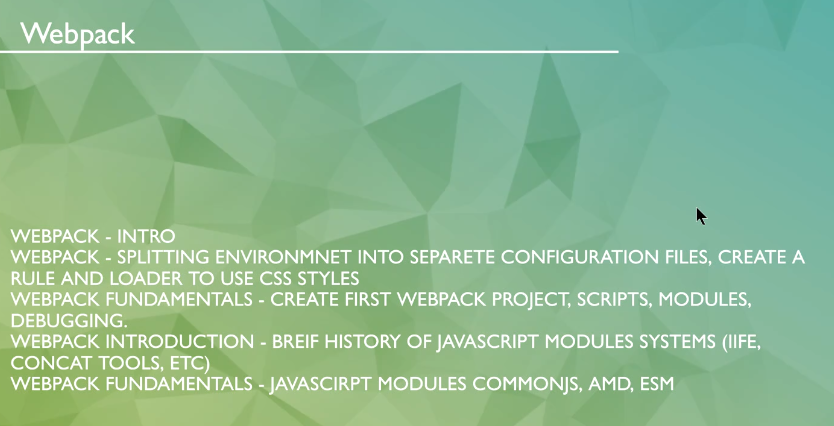 Webpack
WEBPACK - INTRO
WEBPACK - SPLITTING ENVIRONMNET INTO SEPARETE CONFIGURATION FILES, CREATE A
RULE AND LOADER TO USE CSS STYLES
WEBPACK FUNDAMENTALS - CREATE FIRST WEBPACK PROJECT, SCRIPTS, MODULES,
DEBUGGING.
WEBPACK INTRODUCTION - BREIF HISTORY OF JAVASCRIPT MODULES SYSTEMS (IIFE,
CONCAT TOOLS, ETC)
WEBPACK FUNDAMENTALS - JAVASCIRPT MODULES COMMONJS, AMD, ESM